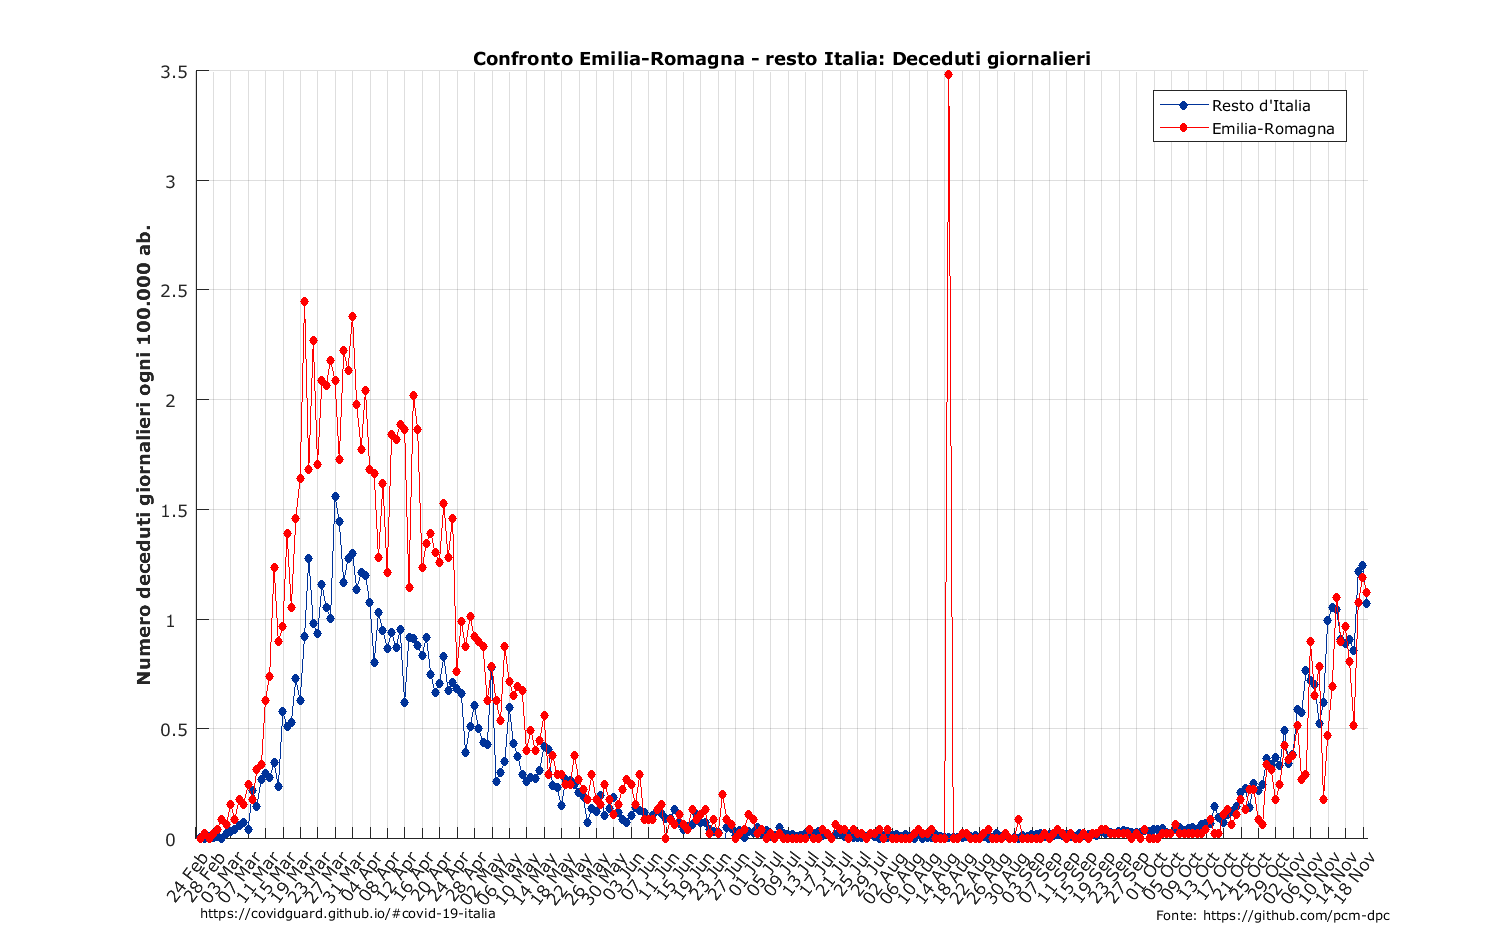 Confronto Emilia-Romagna - resto Italia: Deceduti giornalieri
Numero deceduti giornalieri ogni 100.000 ab.
3.5
3
2.5
2
1.5
1
0.5
0
Resto d'Italia
Emilia-Romagna
24 Feb
28 Feb
03 Mar
07 Mar
11 Mar
15 Mar
19 Mar
23 Mar
27 Mar
31 Mar
04 Apr
08 Apr
12 Apr
16 Apr
20 Apr
24 Apr
28 Apr
02 May
06 May
10 May
14 May
18 May
22 May
26 May
30 May
03 Jun
07 Jun
11 Jun
15 Jun
19 Jun
23 Jun
27 Jun
01 Jul
05 Jul
09 Jul
13 Jul
17 Jul
21 Jul
25 Jul
29 Jul
02 Aug
06 Aug
10 Aug
14 Aug
18 Aug
22 Aug
26 Aug
30 Aug
03 Sep
07 Sep
11 Sep
15 Sep
19 Sep
23 Sep
27 Sep
01 Oct
05 Oct
09 Oct
13 Oct
17 Oct
21 Oct
25 Oct
29 Oct
02 Nov
06 Nov
10 Nov
14 Nov
18 Nov
https://covidguard.github.io/#covid-19-italia
Fonte: https://github.com/pcm-dpc